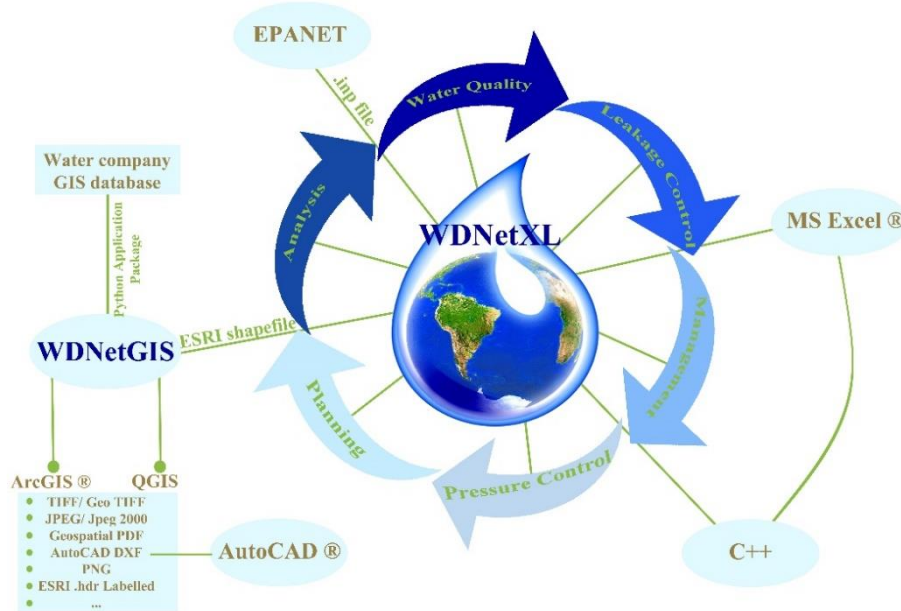 EPANET
.inp file
Water Quality
Leakage Control
Water company
GIS database
Analysis
WDNetXL
MS Excel ®
Python Application
Package
Management
ESRI shapefile
WDNetGIS
Planning
Pressure Control
ArcGIS ®
QGIS
TIFF/ Geo TIFF
JPEG/ Jpeg 2000
Geospatial PDF
AutoCAD DXF
AutoCAD ®
C++
PNG
ESRI .hdr Labelled
...